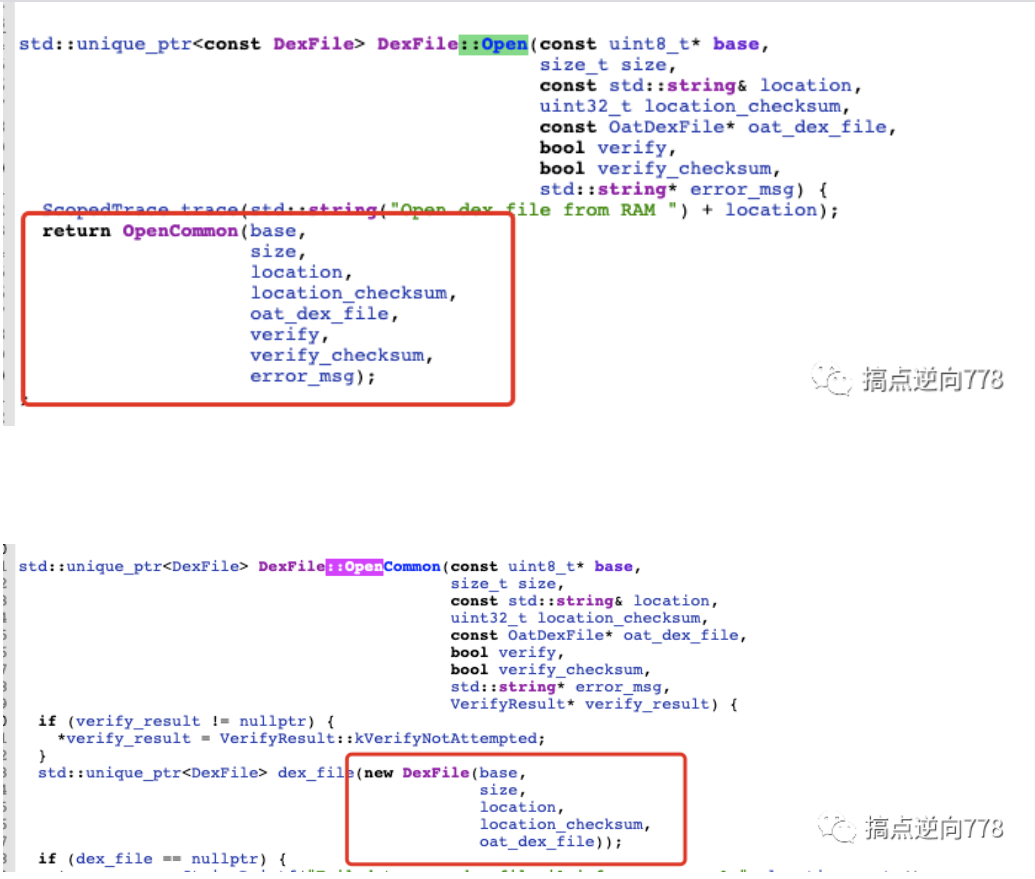 std::unique_ptr<const DexFile> DexFile::Open(const uint8_t* base,
size_t size,
const std::string& location,
uint32_t location_checksum,
const OatDexFile* oat_dex_file,
bool verify,
bool verify_checksum,
std::string* error_msg) {
ScopedTrace trace(std::string("Open dex file from RAM ") + location);
return OpenCommon(base,
size,
location,
location_checksum,
oat_dex_file,
verify,
verify_checksum,
error_msg);
搞点逆向778
std::unique_ptr<DexFile> DexFile::OpenCommon(const uint8_t* base,
size_t size,
const std::string& location,
uint32_t location_checksum,
const OatDexFile* oat_dex_file,
bool verify,
bool verify_checksum,
std::string* error_msg,
VerifyResult* verify_result) {
if (verify_result != nullptr) {
*verify_result = VerifyResult::kVerifyNotAttempted;
}
std::unique_ptr<DexFile> dex_file(new DexFile(base,
size,
location,
location_checksum,
oat_dex_file));
搞点逆向778
if (dex_file == nullptr) {